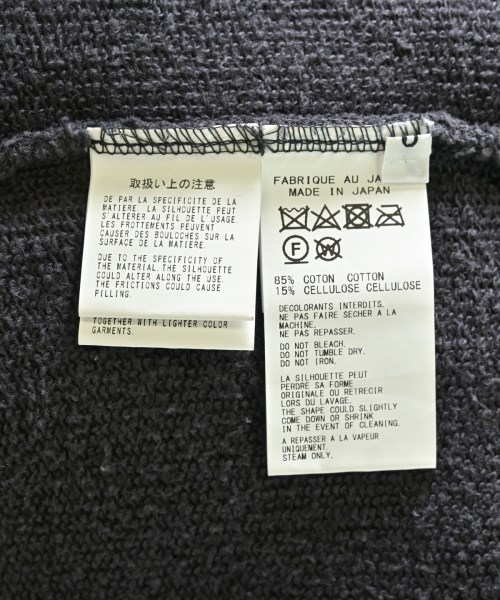 取扱い上の注意
DE PAR LA SPECIFICITE DE LA
MATIERE, LA SILHOUETTE PEUT
S'ALTERER AU FIL DE L'USAGE.
LES FROTTEMENTS PEUVENT
CAUSER DES BOULOCHES SUR LA
SURFACE DE LA MATIERE.
DUE TO THE SPECIFICITY OF
THE MATERIAL, THE SILHOUETTE
COULD ALTER ALONG THE USE.
THE FRICTIONS COULD CAUSE
PILLING.
TOGETHER WITH LIGHTER COLOR
GARMENTS.
FABRIQUE AU JA
MADE IN JAPAN
F
W
85% COTON COTTON
15% CELLULOSE CELLULOSE
DECOLORANTS INTERDITS.
NE PAS FAIRE SECHER A LA
MACHINE.
NE PAS REPASSER.
DO NOT BLEACH.
DO NOT TUMBLE DRY.
DO NOT IRON.
LA SILHOUETTE PEUT
PERDRE SA FORME
ORIGINALE OU RETRECIR
LORS DU LAVAGE.
THE SHAPE COULD SLIGHTLY
COME DOWN OR SHRINK
IN THE EVENT OF CLEANING.
A REPASSER A LA VAPEUR
UNIQUEMENT.
STEAM ONLY.